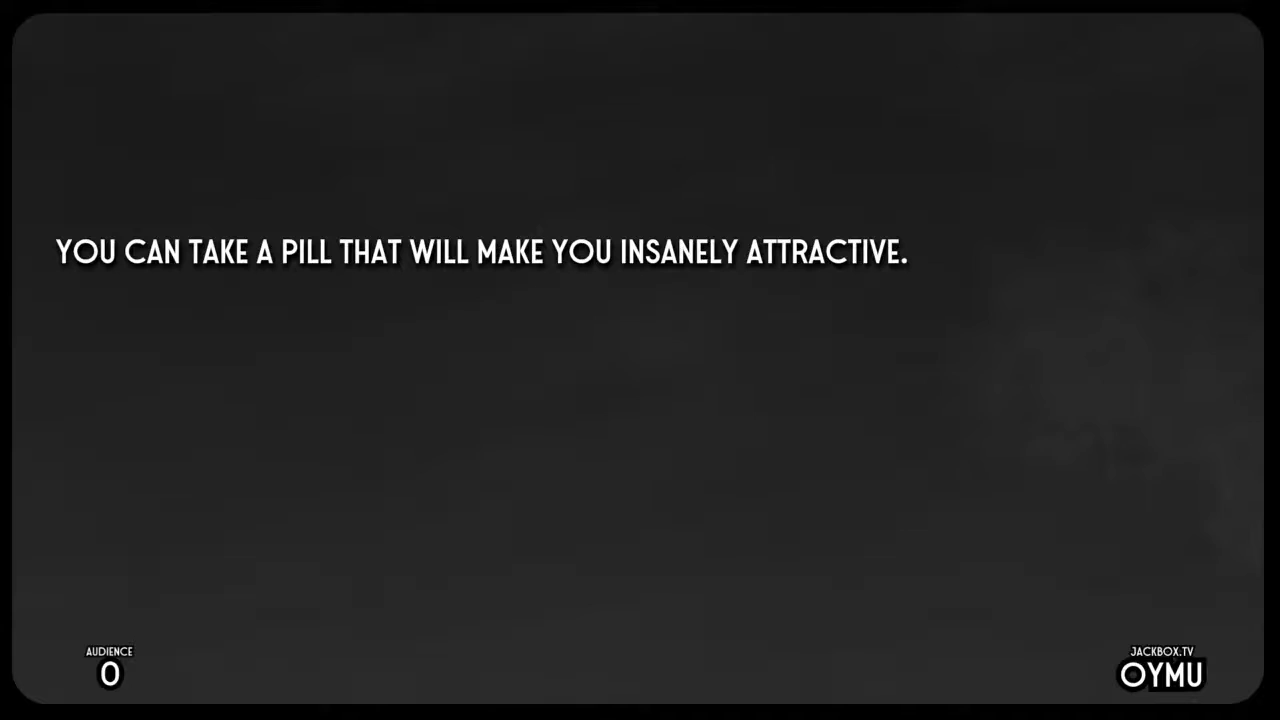 YOU CAN TAKE A PILL THAT WILL MAKE YOU INSANELY ATTRACTIVE.
AUDIENCE
0
JACKBOX.TV
OYMU